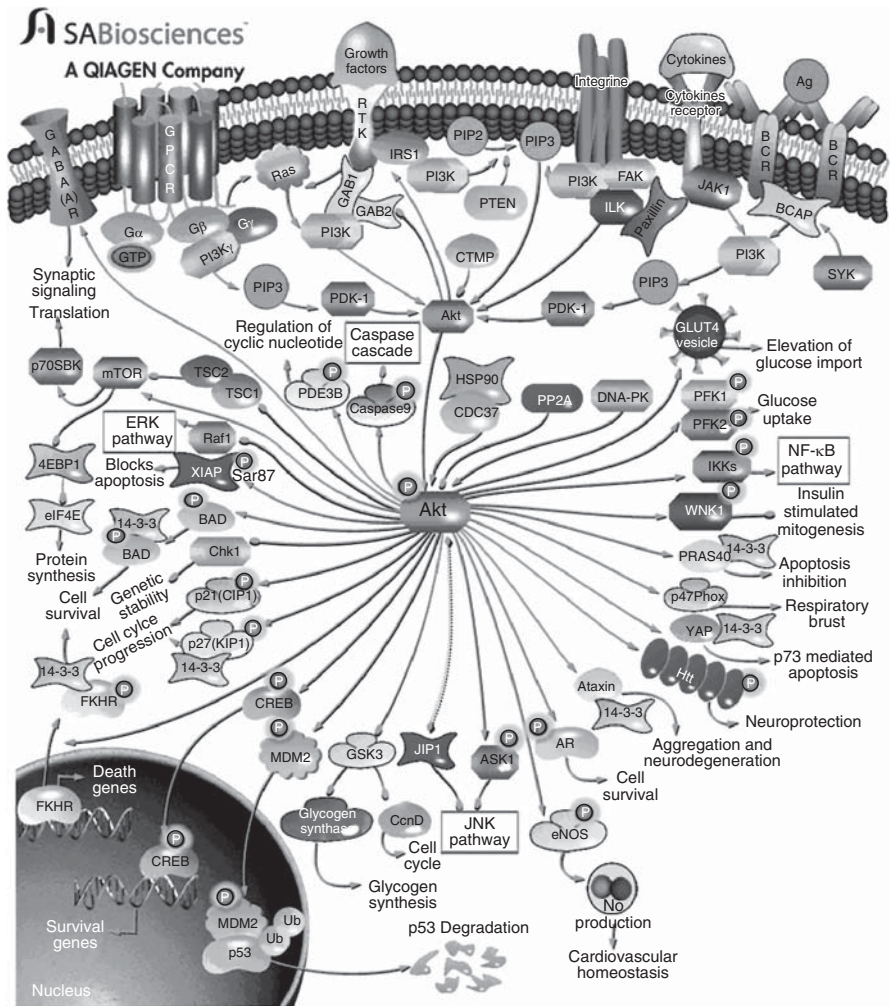 SABiosciences
A QIAGEN Company
Growth
factors
Integrine
Cytokines
Cytokines
receptor
Ag
GABA(A)R
GPCR
RTK
BCR
BCR
Ras
GAB1
GAB2
IRS1
PI3K
PIP2
PIP3
PTEN
PI3K
FAK
ILK
Paxillin
JAK1
BCAP
SYK
PI3K
Gα
GTP
Gβ
Gγ
PI3Kγ
PI3K
CTMP
PIP3
PDK-1
Akt
PDK-1
PIP3
Synaptic
signaling
Translation
p70SBK
mTOR
TSC2
TSC1
Regulation of
cyclic nucleotide
P
PDE3B
Caspase
cascade
P
Caspase9
HSP90
CDC37
PP2A
DNA-PK
GLUT4
vesicle
Elevation of
glucose import
PFK1
P
PFK2
P
Glucose
uptake
ERK
pathway
Raf1
4EBP1
Blocks
apoptosis
XIAP
P
Sar87
IKKs
P
NF-κB
pathway
P
Akt
WNK1
P
Insulin
stimulated
mitogenesis
eIF4E
14-3-3
P
BAD
P
BAD
Chk1
Protein
synthesis
Cell
survival
Genetic
stability
PRAS40
14-3-3
Apoptosis
inhibition
p21(CIP1)
P
p47Phox
Respiratory
brust
Cell cylce
progression
p27(KIP1)
P
14-3-3
YAP
14-3-3
p73 mediated
apoptosis
14-3-3
FKHR
P
P
CREB
Htt
P
Neuroprotection
Ataxin
14-3-3
Aggregation and
neurodegeneration
P
MDM2
GSK3
JIP1
ASK1
P
P
AR
Cell
survival
Death
genes
FKHR
Glycogen
synthas
CcnD
Cell
cycle
JNK
pathway
eNOS
P
Glycogen
synthesis
P
CREB
Survival
genes
P
MDM2
p53
Ub
Ub
p53 Degradation
No
production
Cardiovascular
homeostasis
Nucleus